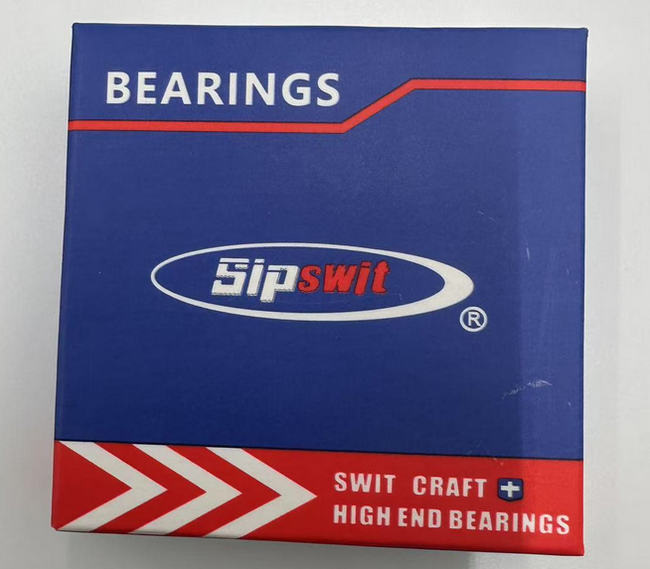 BEARINGS
Sipswit
®
SWIT CRAFT
HIGH END BEARINGS